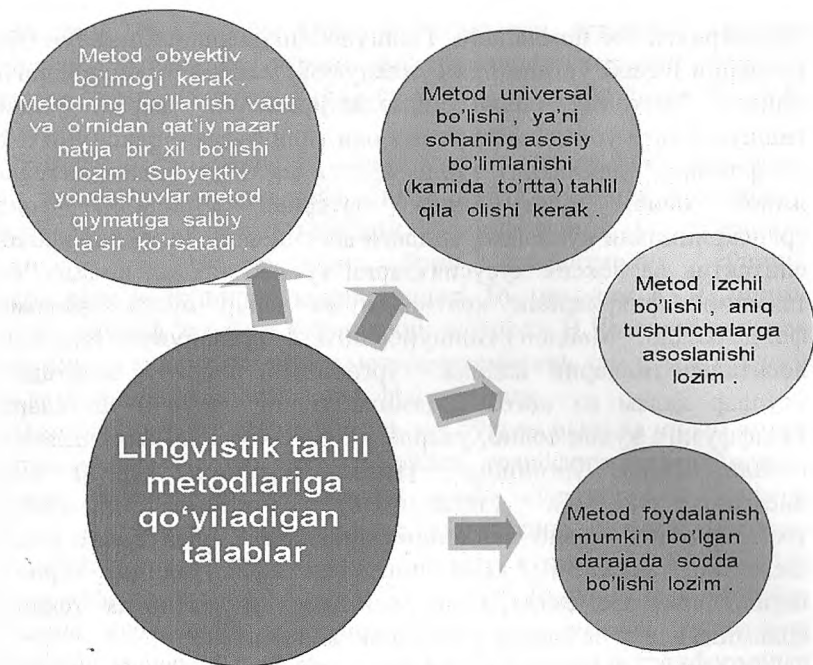 Metod obyektiv
bo'lmog'i kerak .
Metodning qo'llanish vaqti
va o'rnidan qat'iy nazar ,
natija bir xil bo'lishi
lozim . Subyektiv
yondashuvlar metod
qiymatiga salbiy
ta'sir ko'rsatadi .
Metod universal
bo'lishi , ya'ni
sohaning asosiy
bo'limlanishi
(kamida to'rtta) tahlil
qila olishi kerak .
Metod izchil
bo'lishi , aniq
tushunchalarga
asoslanishi
lozim .
Lingvistik tahlil
metodlariga
qo‘yiladigan
talablar
Metod foydalanish
mumkin bo'lgan
darajada sodda
bo'lishi lozim .